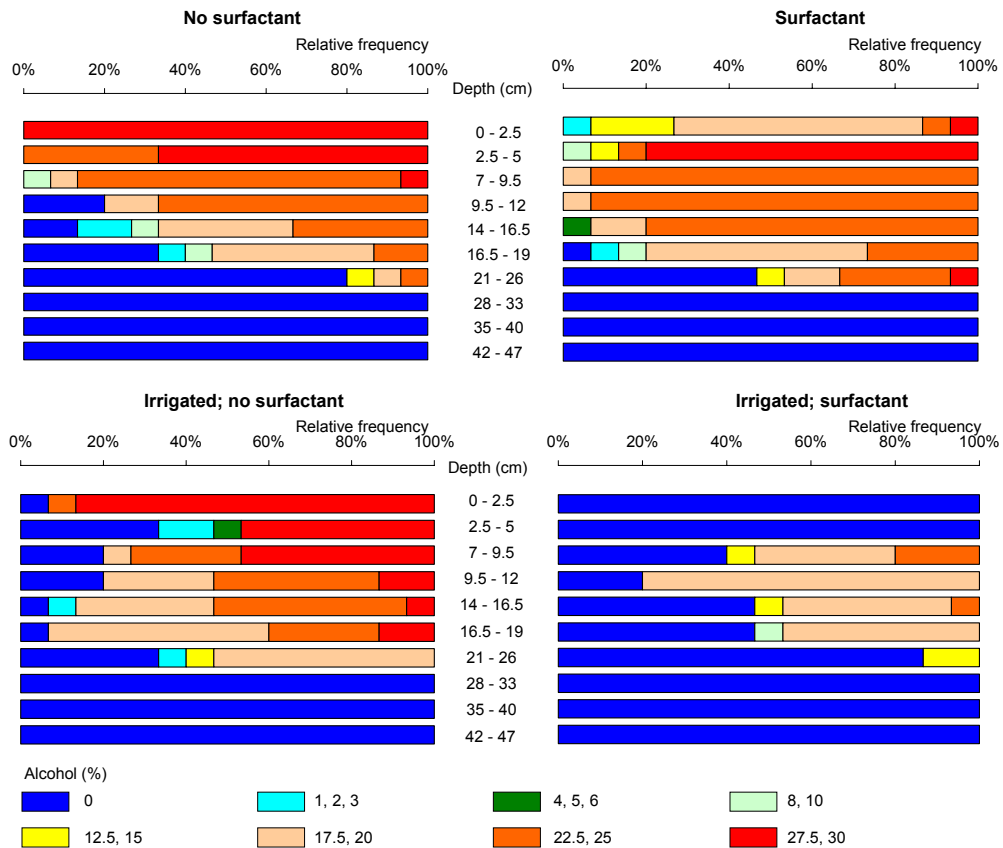 No surfactant
Surfactant
Relative frequency
Relative frequency
0% 20% 40% 60% 80% 100%
0% 20% 40% 60% 80% 100%
Depth (cm)
0 - 2.5
2.5 - 5
7 - 9.5
9.5 - 12
14 - 16.5
16.5 - 19
21 - 26
28 - 33
35 - 40
42 - 47
Irrigated; no surfactant
Irrigated; surfactant
Relative frequency
Relative frequency
0% 20% 40% 60% 80% 100%
0% 20% 40% 60% 80% 100%
Depth (cm)
0 - 2.5
2.5 - 5
7 - 9.5
9.5 - 12
14 - 16.5
16.5 - 19
21 - 26
28 - 33
35 - 40
42 - 47
Alcohol (%)
0 1, 2, 3 4, 5, 6 8, 10
12.5, 15 17.5, 20 22.5, 25 27.5, 30